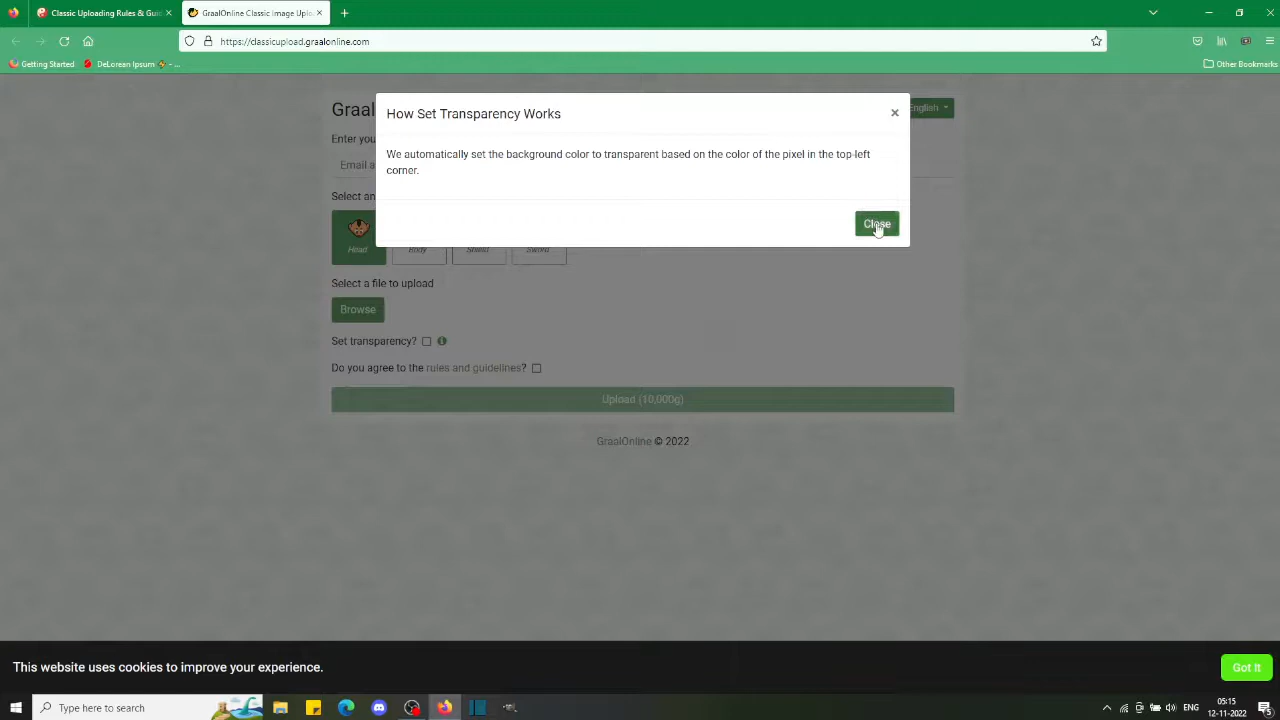 Classic Uploading Rules & Guid
GraalOnline Classic Image Uplo
https://classicupload.graalonline.com
Getting Started
DeLorean Ipsum ⚡ - ...
Other Bookmarks
Graal
English
How Set Transparency Works
×
Enter you
We automatically set the background color to transparent based on the color of the pixel in the top-left
corner.
Email a
Select an
Close
Head
Body
Shield
Sword
Select a file to upload
Browse
Set transparency?
Do you agree to the rules and guidelines?
Upload (10,000g)
GraalOnline © 2022
This website uses cookies to improve your experience.
Got It
Type here to search
ENG
05:15
12-11-2022